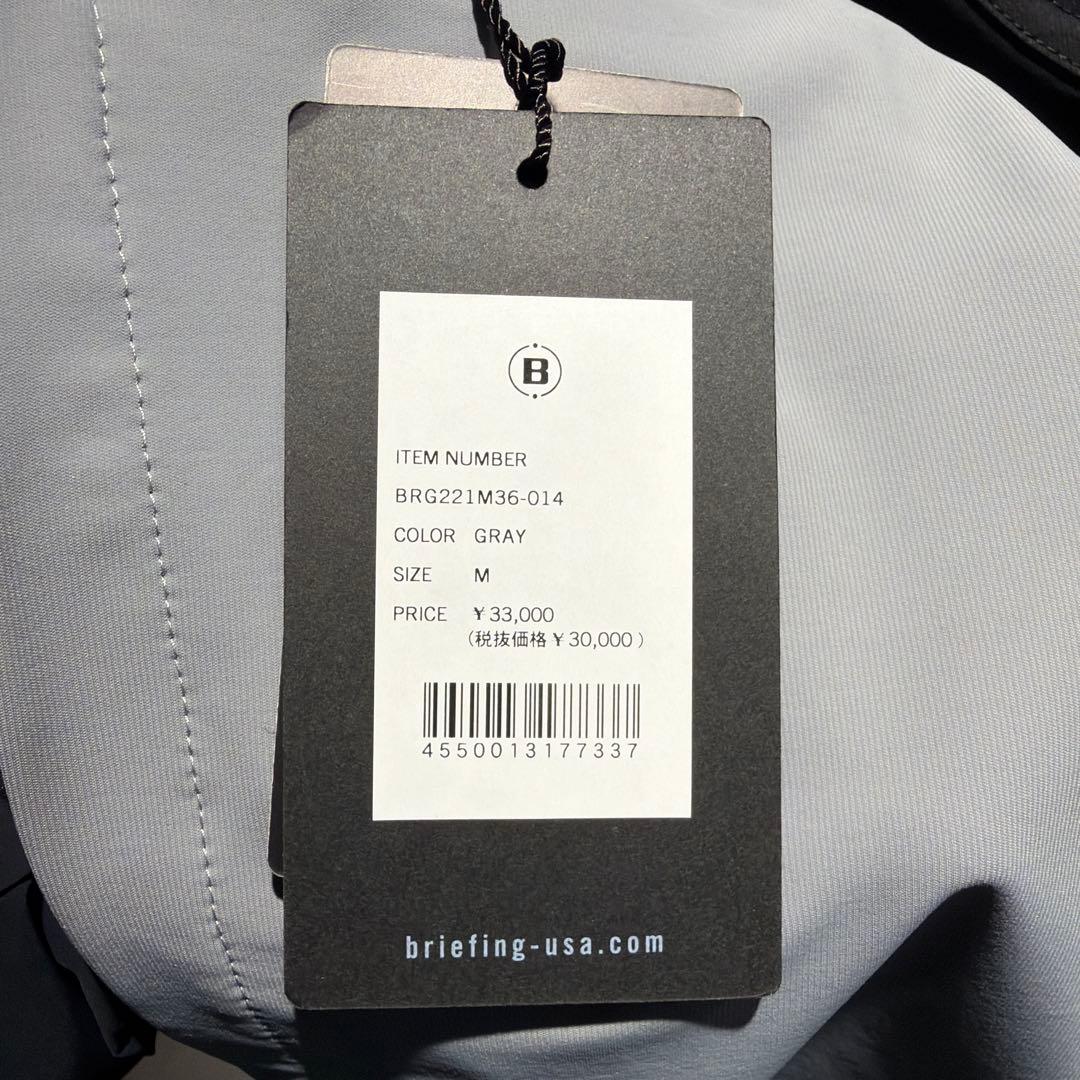 B
ITEM NUMBER
BRG221M36-014
COLOR GRAY
SIZE M
PRICE ¥33,000
(税抜価格¥30,000)
4550013177337
briefing-usa.com